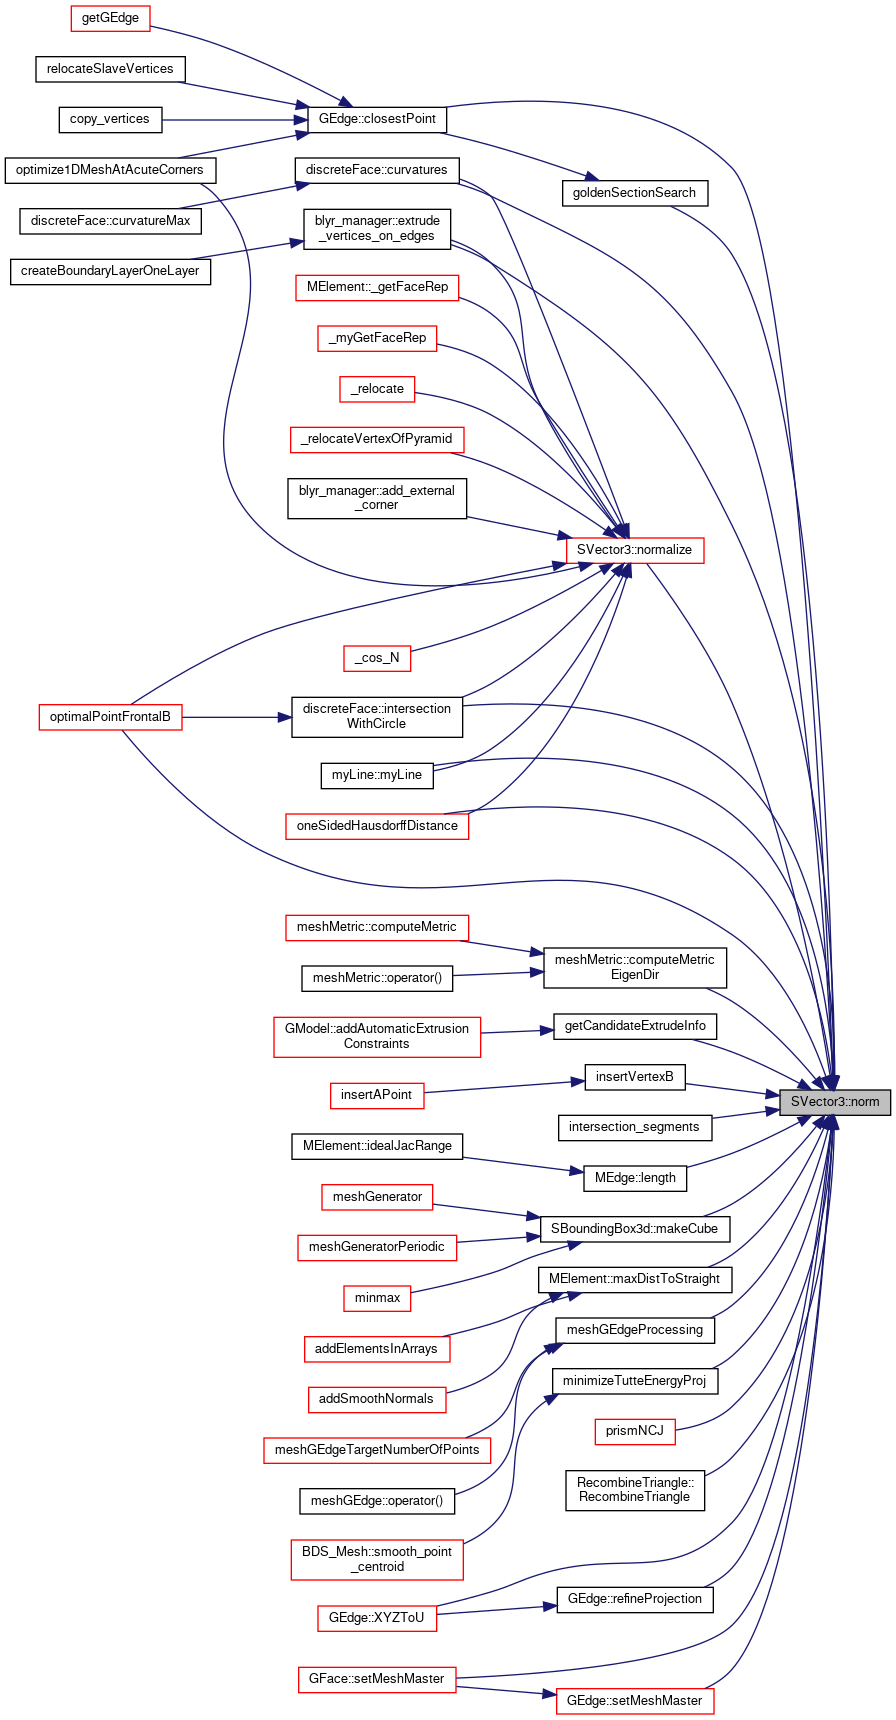 getGEdge
relocateSlaveVertices
copy_vertices
GEdge::closestPoint
optimize1DMeshAtAcuteCorners
discreteFace::curvatures
goldenSectionSearch
discreteFace::curvatureMax
blyr_manager::extrude
_vertices_on_edges
createBoundaryLayerOneLayer
MElement::_getFaceRep
_myGetFaceRep
_relocate
_relocateVertexOfPyramid
blyr_manager::add_external
_corner
SVector3::normalize
_cos_N
optimalPointFrontalB
discreteFace::intersection
WithCircle
myLine::myLine
oneSidedHausdorffDistance
meshMetric::computeMetric
meshMetric::computeMetric
EigenDir
meshMetric::operator()
getCandidateExtrudeInfo
GModel::addAutomaticExtrusion
Constraints
insertVertexB
insertAPoint
SVector3::norm
intersection_segments
MElement::idealJacRange
MEdge::length
meshGenerator
SBoundingBox3d::makeCube
meshGeneratorPeriodic
MElement::maxDistToStraight
minmax
meshGEdgeProcessing
addElementsInArrays
minimizeTutteEnergyProj
addSmoothNormals
prismNCJ
meshGEdgeTargetNumberOfPoints
RecombineTriangle::
RecombineTriangle
meshGEdge::operator()
BDS_Mesh::smooth_point
_centroid
GEdge::refineProjection
GEdge::XYZToU
GFace::setMeshMaster
GEdge::setMeshMaster